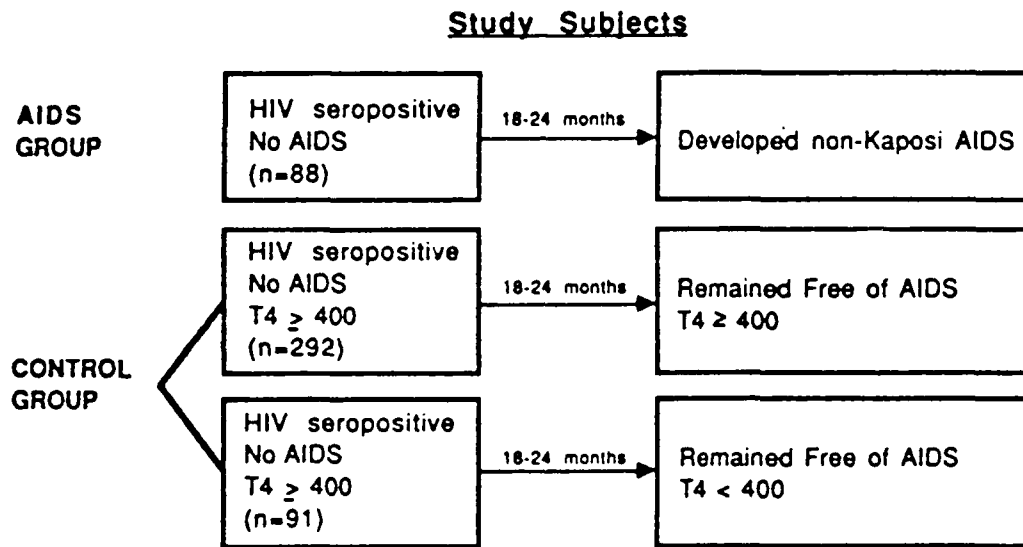 Study Subjects
AIDS
GROUP
HIV seropositive
No AIDS
(n=88)
18-24 months
Developed non-Kaposi AIDS
CONTROL
GROUP
HIV seropositive
No AIDS
T4 ≥ 400
(n=292)
18-24 months
Remained Free of AIDS
T4 ≥ 400
HIV seropositive
No AIDS
T4 ≥ 400
(n=91)
18-24 months
Remained Free of AIDS
T4 < 400